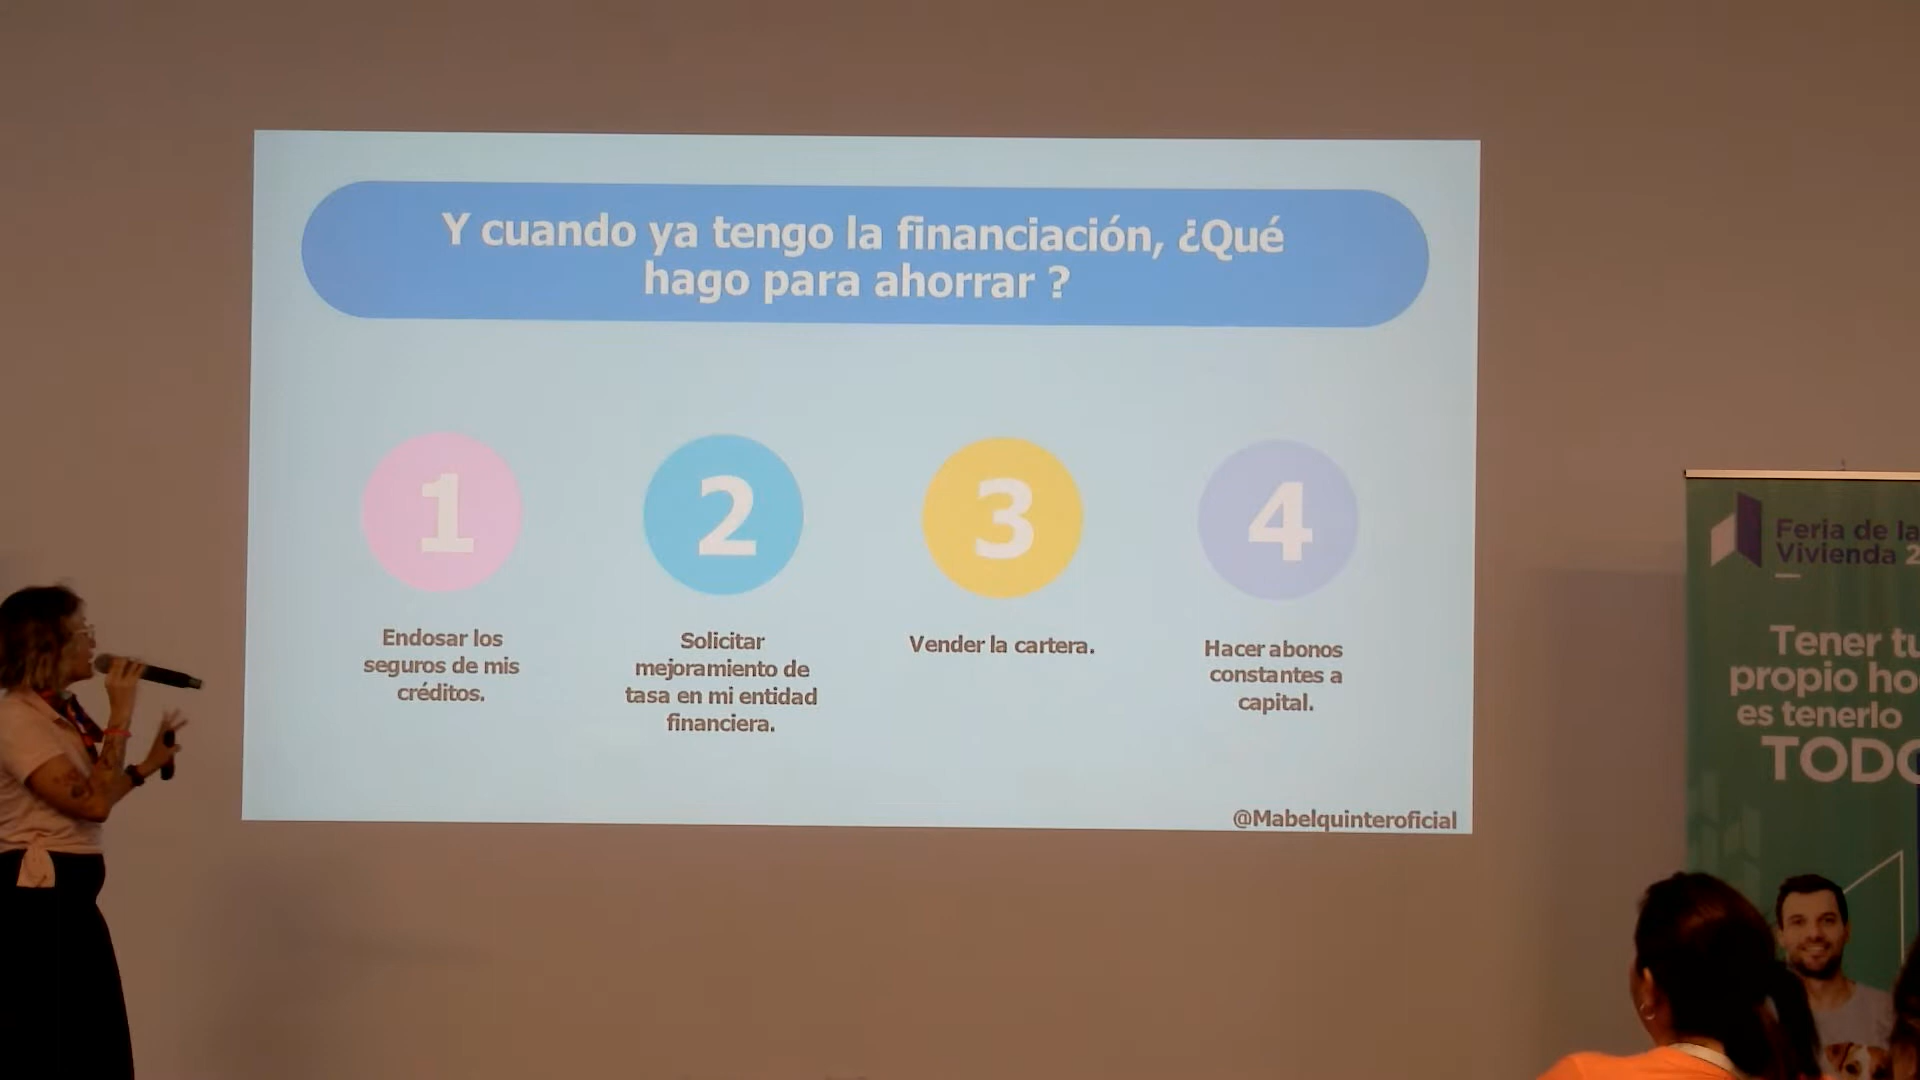 Y cuando ya tengo la financiación, ¿Qué
hago para ahorrar ?
1
Endosar los
seguros de mis
créditos.
2
Solicitar
mejoramiento de
tasa en mi entidad
financiera.
3
Vender la cartera.
4
Hacer abonos
constantes a
capital.
@Mabelquinteroficial
Feria de la
Vivienda 2
Tener tu
propio ho
es tenerlo
TODO